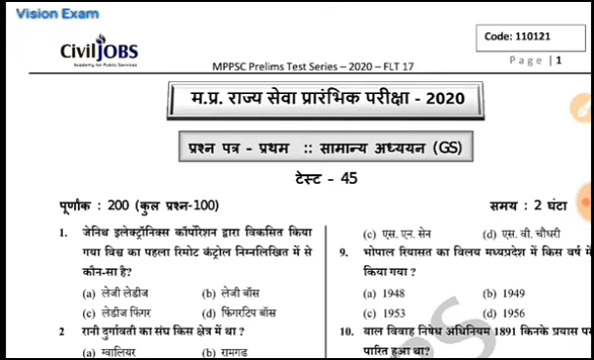 Vision Exam
CivilJOBS
Academy for Public Services
Code: 110121
MPPSC Prelims Test Series – 2020 – FLT 17
Page | 1
म.प्र. राज्य सेवा प्रारंभिक परीक्षा - 2020
प्रश्न पत्र - प्रथम :: सामान्य अध्ययन (GS)
टेस्ट - 45
पूर्णांक : 200 (कुल प्रश्न-100)
समय : 2 घंटा
1. जेनिथ इलेक्ट्रॉनिक्स कॉर्पोरेशन द्वारा विकसित किया
गया विश्व का पहला रिमोट कंट्रोल निम्नलिखित में से
कौन-सा है?
(a) लेजी लेडीज (b) लेजी बॉस
(c) लेडीज फिंगर (d) फिंगरटिप बॉस
2 रानी दुर्गावती का संघ किस क्षेत्र में था ?
(a) ग्वालियर (b) रामगढ
(c) एस. एन. सेन (d) एस. वी. चौधरी
9. भोपाल रियासत का विलय मध्यप्रदेश में किस वर्ष में
किया गया ?
(a) 1948 (b) 1949
(c) 1953 (d) 1956
10. बाल विवाह निषेध अधिनियम 1891 किनके प्रयास
पारित हुआ था?